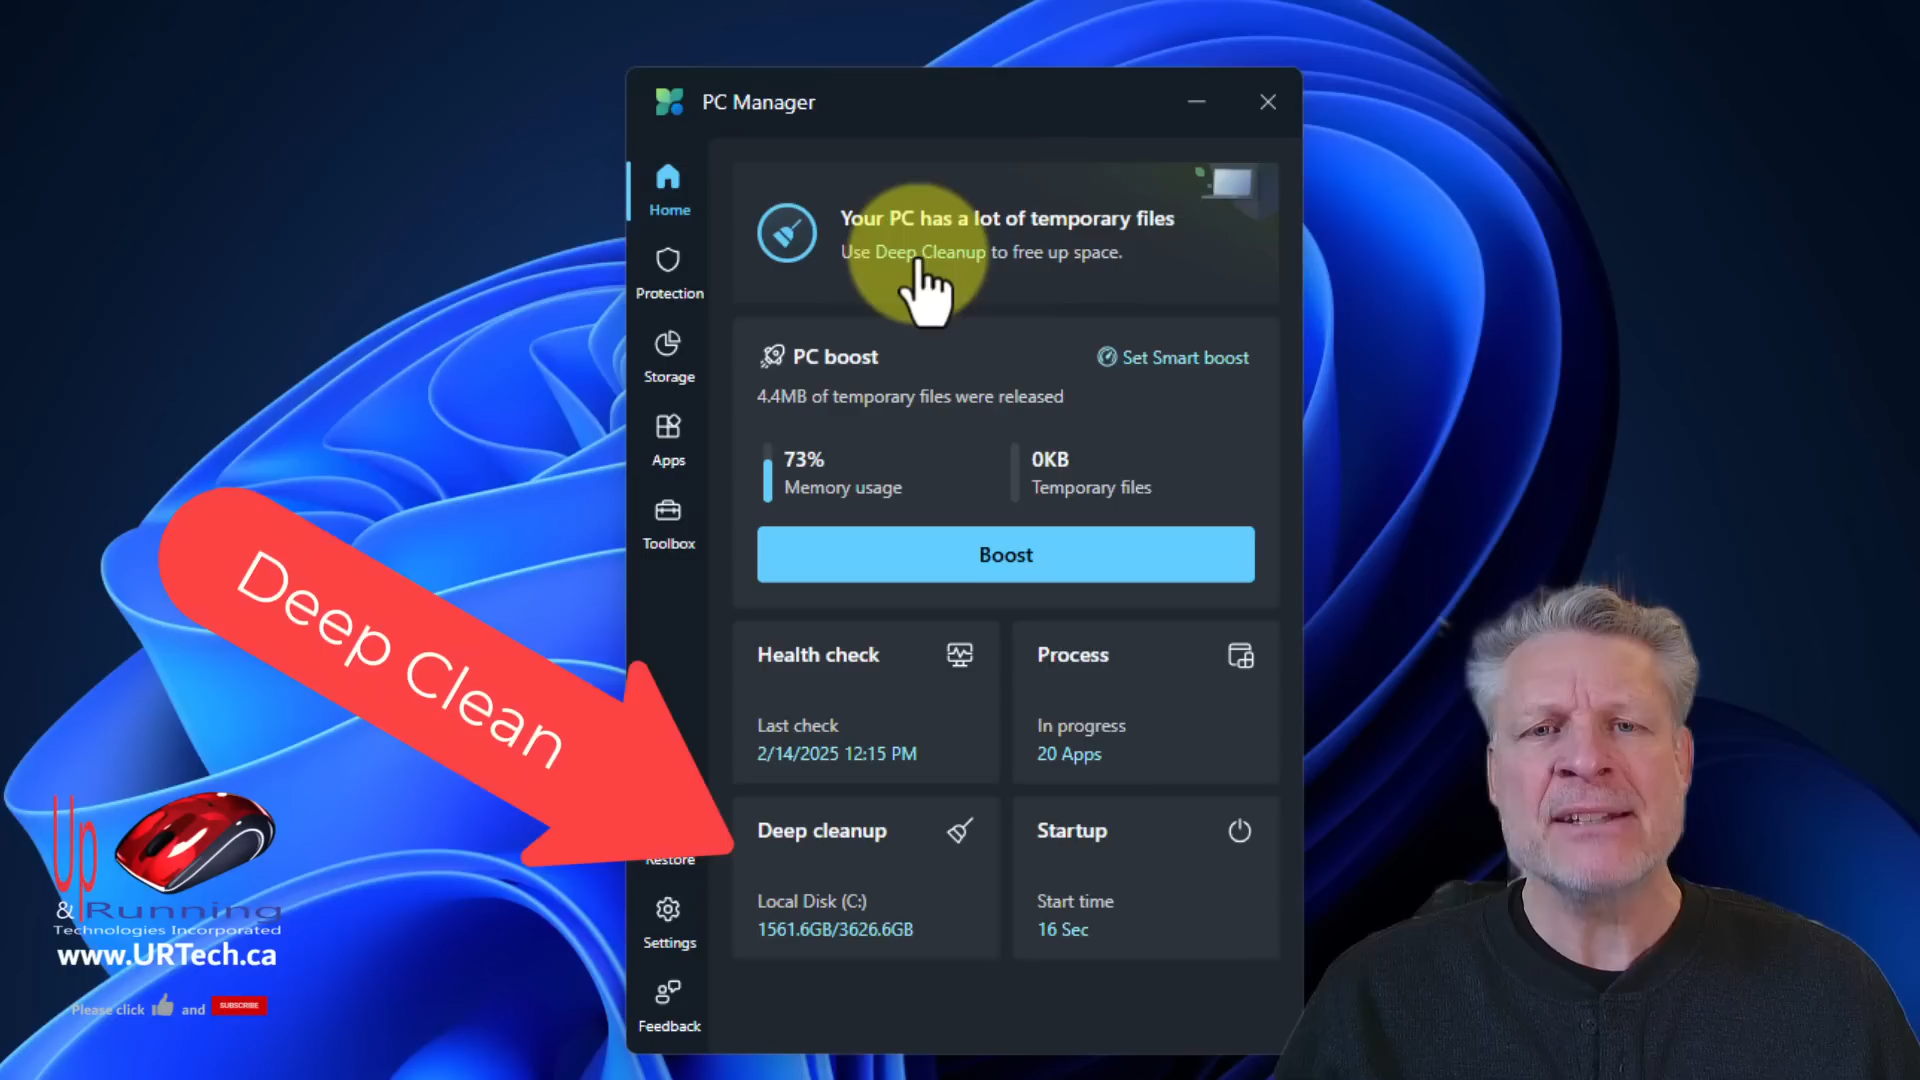 PC Manager
Home
Your PC has a lot of temporary files
Use Deep Cleanup to free up space.
Protection
PC boost
Set Smart boost
Storage
4.4MB of temporary files were released
Apps
73%
Memory usage
0KB
Temporary files
Toolbox
Boost
Deep Clean
Health check
Last check
2/14/2025 12:15 PM
Process
In progress
20 Apps
Deep cleanup
Local Disk (C:)
1561.6GB/3626.6GB
Startup
Start time
16 Sec
Restore
Settings
Feedback
Up
& Running
Technologies Incorporated
www.URTech.ca
Please click and
SUBSCRIBE